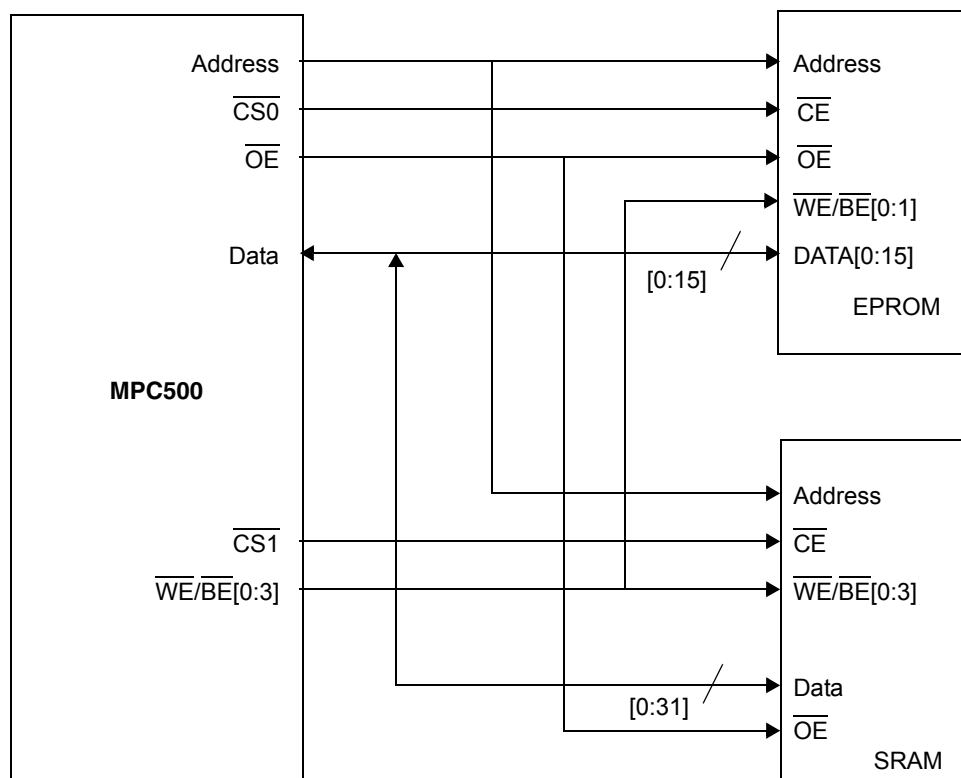 Address
CS0
OE
Data
MPC500
CS1
WE/BE[0:3]
Address
CE
OE
WE/BE[0:1]
DATA[0:15]
[0:15]
EPROM
Address
CE
WE/BE[0:3]
Data
[0:31]
OE
SRAM